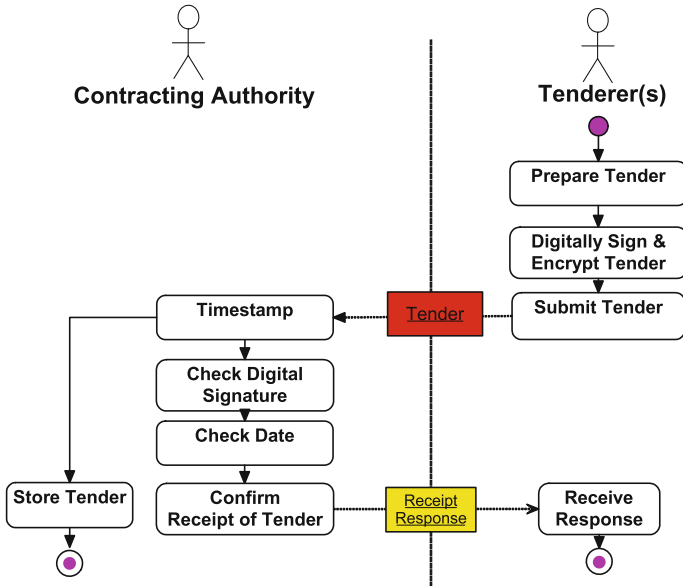 Contracting Authority
Tenderer(s)
Prepare Tender
Digitally Sign &
Encrypt Tender
Submit Tender
Tender
Timestamp
Check Digital
Signature
Check Date
Store Tender
Confirm
Receipt of Tender
Receipt
Response
Receive
Response